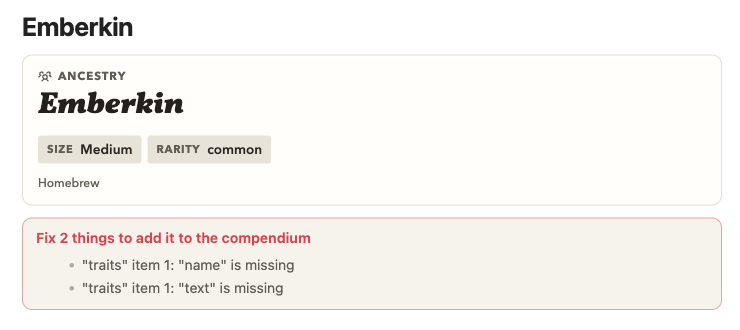 Emberkin
ANCESTRY
Emberkin
SIZE Medium RARITY common
Homebrew
Fix 2 things to add it to the compendium
• "traits" item 1: "name" is missing
• "traits" item 1: "text" is missing